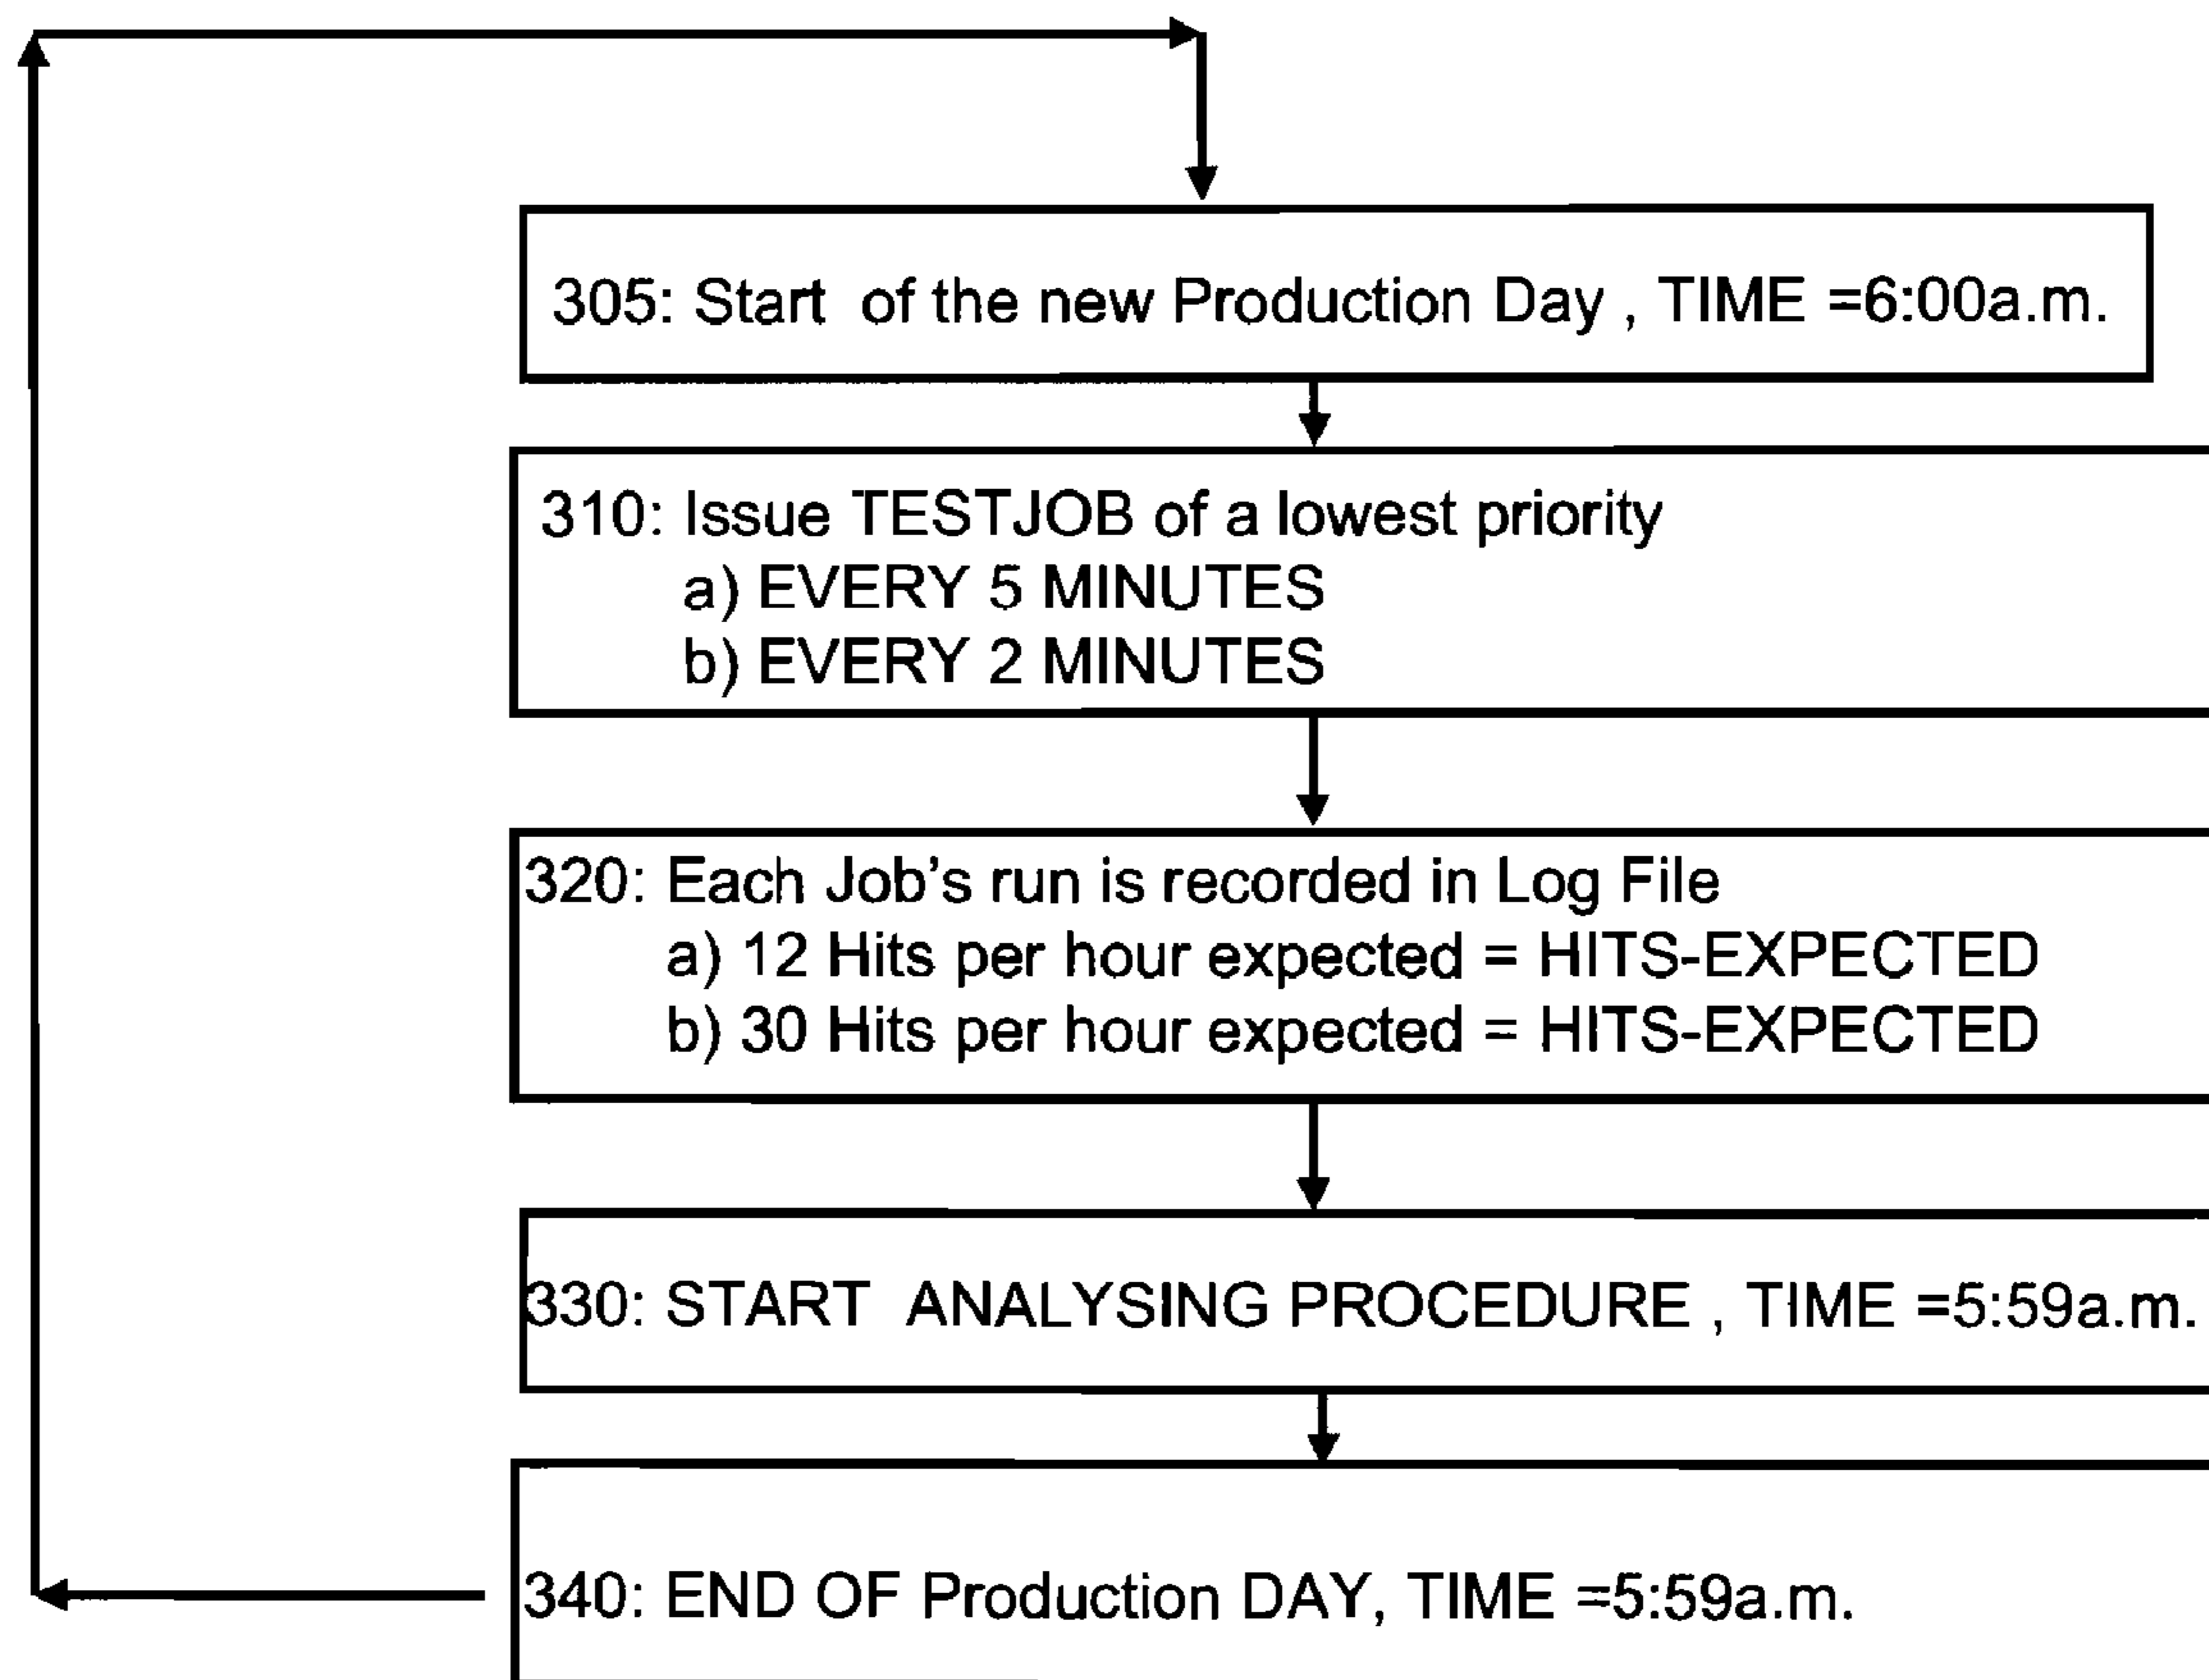 305: Start of the new Production Day , TIME =6:00a.m.
310: Issue TESTJOB of a lowest priority
a) EVERY 5 MINUTES
b) EVERY 2 MINUTES
320: Each Job's run is recorded in Log File
a) 12 Hits per hour expected = HITS-EXPECTED
b) 30 Hits per hour expected = HITS-EXPECTED
330: START ANALYSING PROCEDURE , TIME =5:59a.m.
340: END OF Production DAY, TIME =5:59a.m.